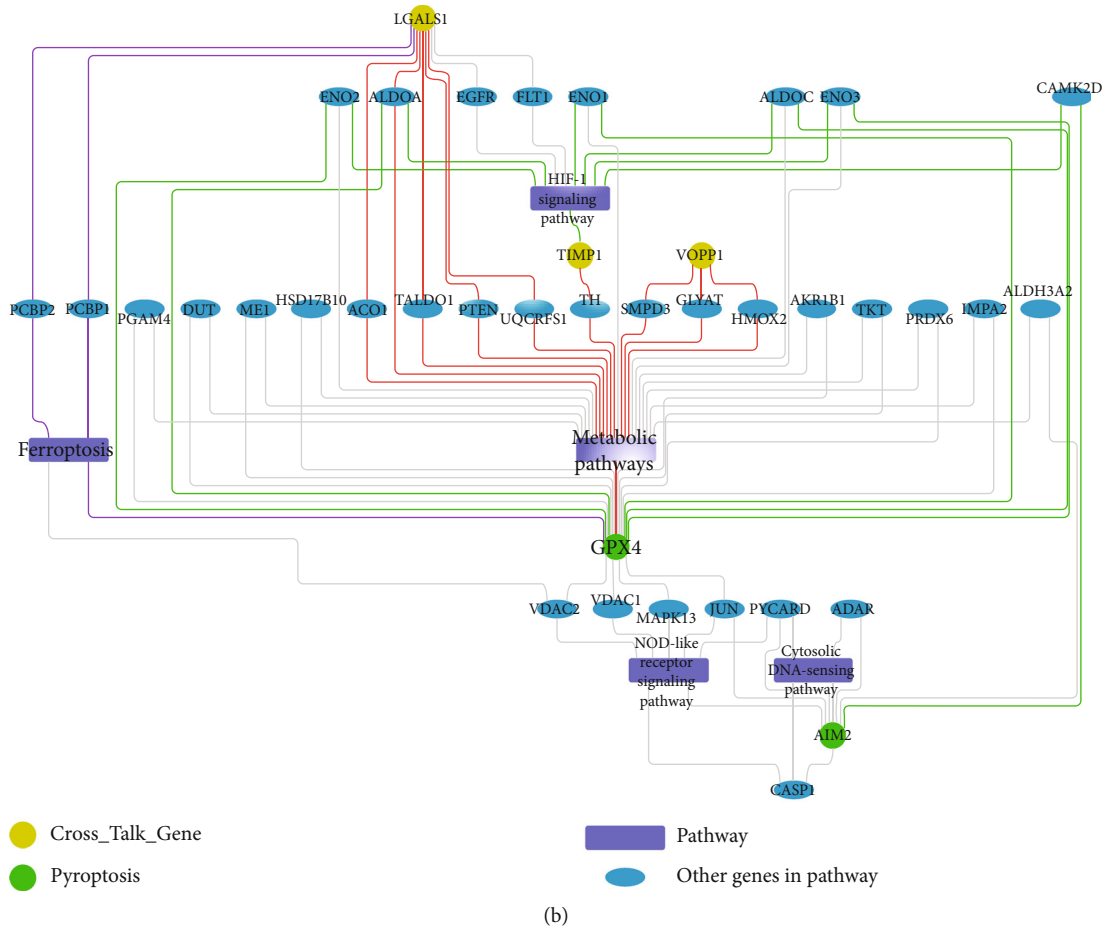 LGALS1
CAMK2D
ENO2
ALDOA
EGFR
FLT1
ENO1
ALDOC
ENO3
HIF-1
signaling
pathway
TIMP1
VOPP1
ALDH3A2
HSD17B10
TALDO1
TH
GLYAT
AKR1B1
IMPA2
PCBP2
PCBP1
PGAM4
DUT
ME1
ACO1
PTEN
UQCRFS1
SMPD3
HMOX2
TKT
PRDX6
Ferroptosis
Metabolic
pathways
GPX4
VDAC2
VDAC1
MAPK13
JUN
PYCARD
ADAR
NOD-like
receptor
signaling
pathway
Cytosolic
DNA-sensing
pathway
AIM2
CASP1
Cross_Talk_Gene
Pathway
Pyroptosis
Other genes in pathway
(b)